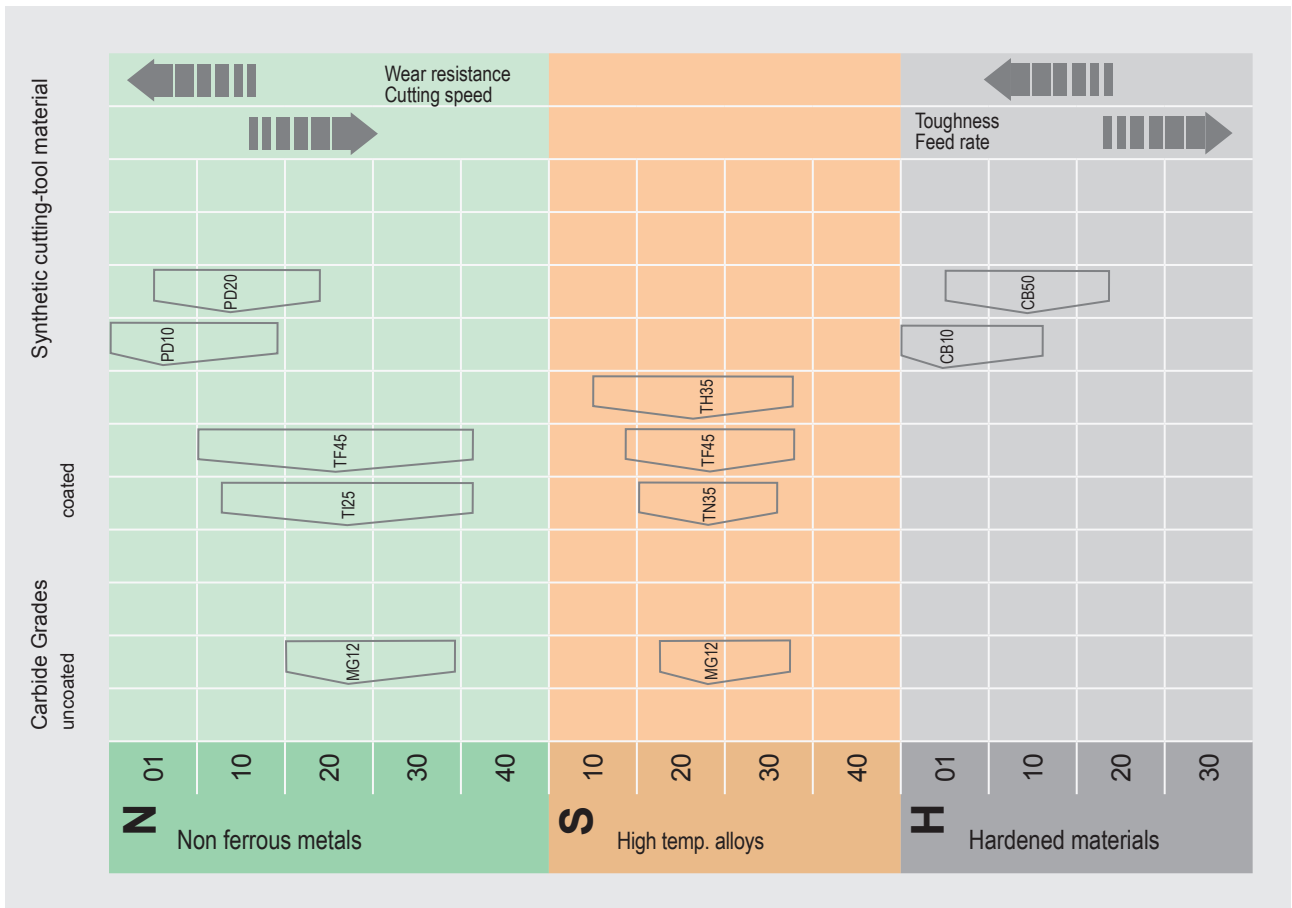 Synthetic cutting-tool material
coated
Carbide Grades
uncoated
Wear resistance
Cutting speed
Toughness
Feed rate
PD20
CB50
PD10
CB10
TH35
TF45
TF45
TI25
TN35
MG12
MG12
01
10
20
30
40
10
20
30
40
01
10
20
30
N
Non ferrous metals
S
High temp. alloys
H
Hardened materials